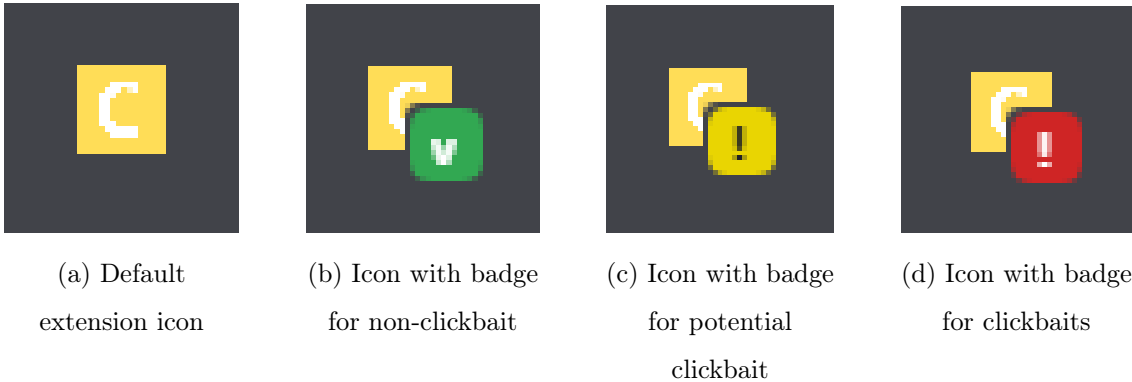 C
C
v
C
!
C
!
(a) Default
extension icon
(b) Icon with badge
for non-clickbait
(c) Icon with badge
for potential
clickbait
(d) Icon with badge
for clickbaits